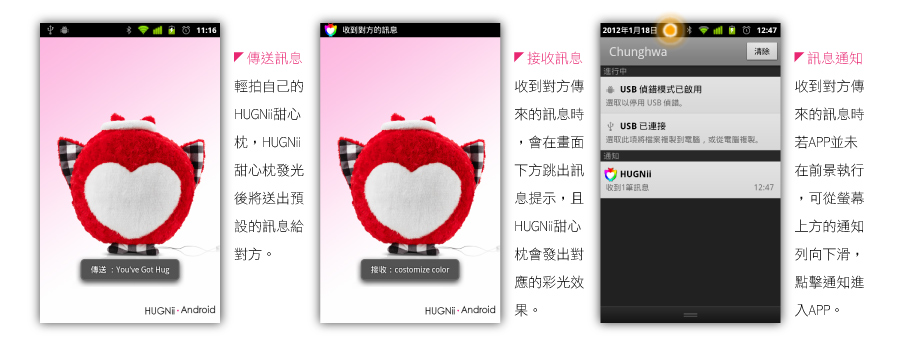 11:16
傳送 : You've Got Hug
HUGNii · Android
傳送訊息
輕拍自己的
HUGNii甜心
枕，HUGNii
甜心枕發光
後將送出預
設的訊息給
對方。
收到對方的訊息
接收 : costomize color
HUGNii · Android
接收訊息
收到對方傳
來的訊息時
，會在畫面
下方跳出訊
息提示，且
HUGNii甜心
枕會發出對
應的彩光效
果。
2012年1月18日 12:47
Chunghwa 清除
進行中
USB 偵錯模式已啟用
選取以停用 USB 偵錯。
USB 已連接
選取此項將檔案複製到電腦，或從電腦複製。
通知
HUGNii
收到1筆訊息 12:47
訊息通知
收到對方傳
來的訊息時
若APP並未
在前景執行
，可從螢幕
上方的通知
列向下滑，
點擊通知進
入APP。